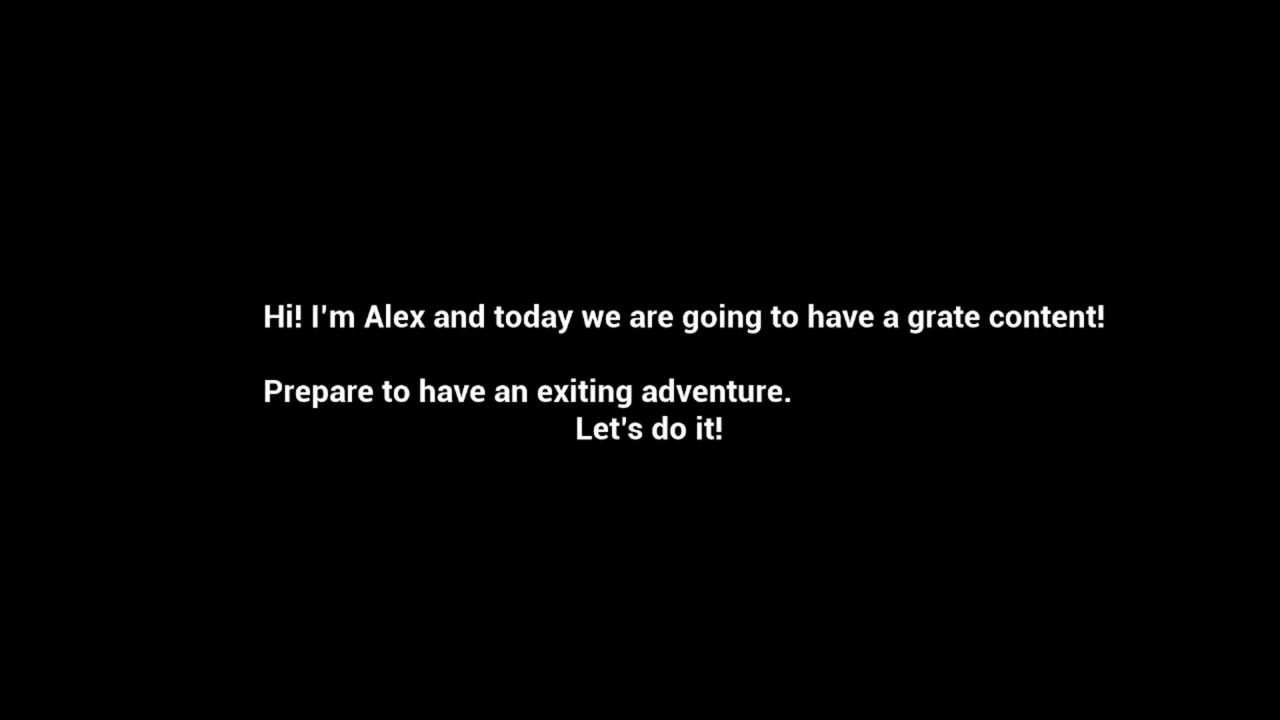 Hi! I'm Alex and today we are going to have a grate content!
Prepare to have an exiting adventure.
Let's do it!